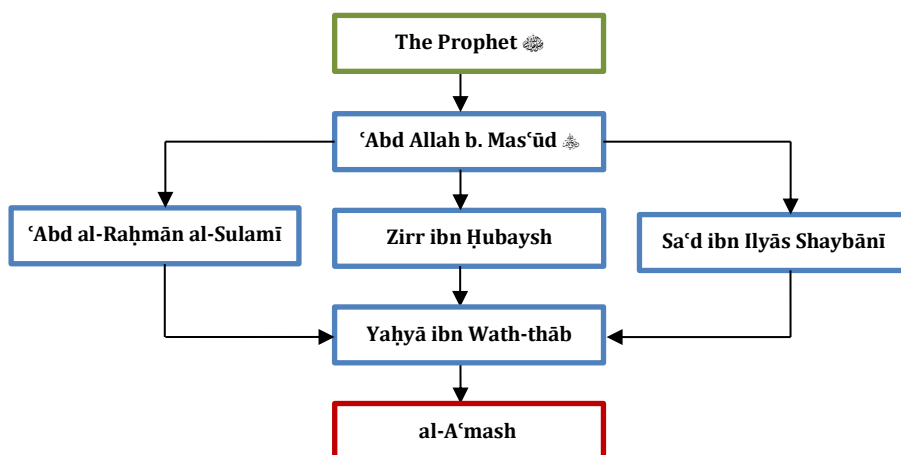 The Prophet ﷺ
ʿAbd Allah b. Masʿūd
ʿAbd al-Raḥmān al-Sulamī
Zirr ibn Ḥubaysh
Saʿd ibn Ilyās Shaybānī
Yaḥyā ibn Wath-thāb
al-Aʿmash